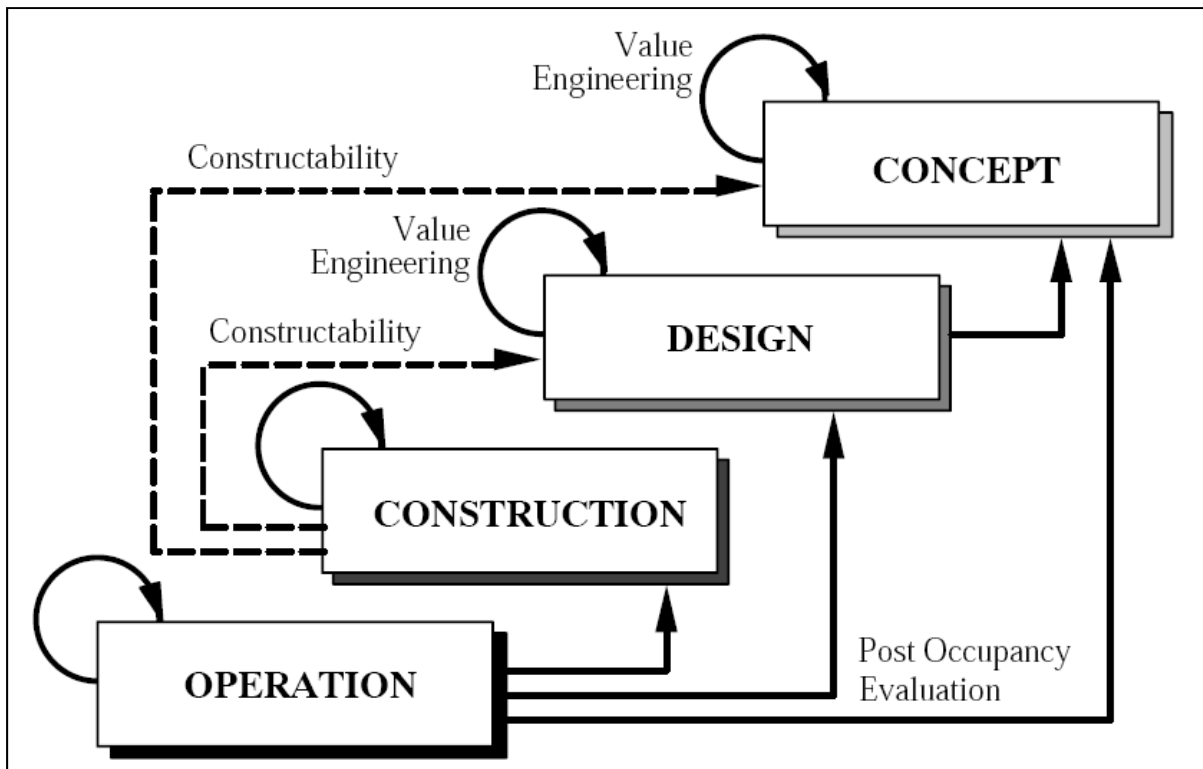 Value
Engineering
CONCEPT
Constructability
Value
Engineering
DESIGN
Constructability
CONSTRUCTION
OPERATION
Post Occupancy
Evaluation